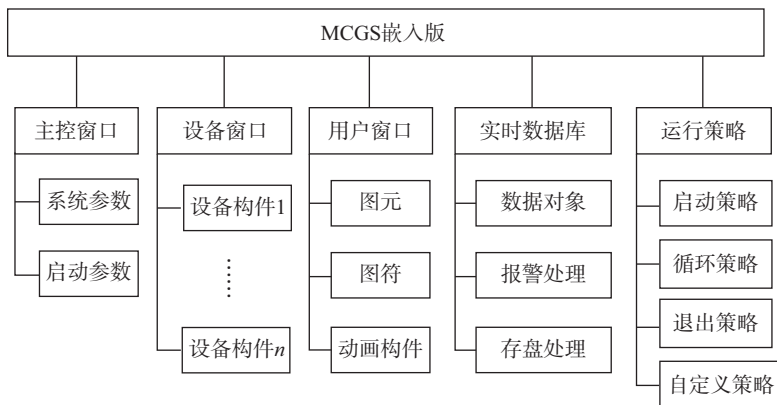 MCGS嵌入版
主控窗口
设备窗口
用户窗口
实时数据库
运行策略
系统参数
启动参数
设备构件1
……
设备构件n
图元
图符
动画构件
数据对象
报警处理
存盘处理
启动策略
循环策略
退出策略
自定义策略